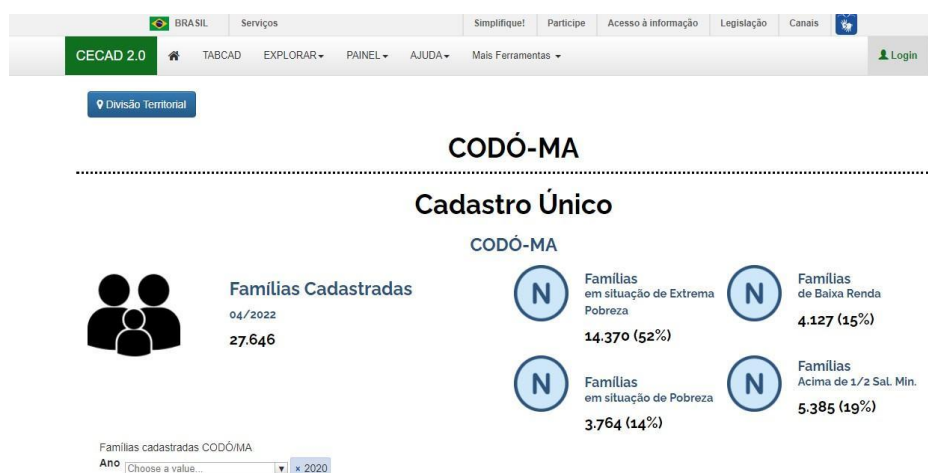 BRASIL Serviços Simplifique! Participe Acesso à informação Legislação Canais
CECAD 2.0 TABCAD EXPLORAR PAINEL AJUDA Mais Ferramentas Login
Divisão Territorial
CODÓ-MA
Cadastro Único
CODÓ-MA
Famílias Cadastradas
04/2022
27.646
N
Famílias
em situação de Extrema
Pobreza
14.370 (52%)
N
Famílias
de Baixa Renda
4.127 (15%)
N
Famílias
em situação de Pobreza
3.764 (14%)
N
Famílias
Acima de 1/2 Sal. Min.
5.385 (19%)
Famílias cadastradas CODÓ/MA
Ano Choose a value... × 2020